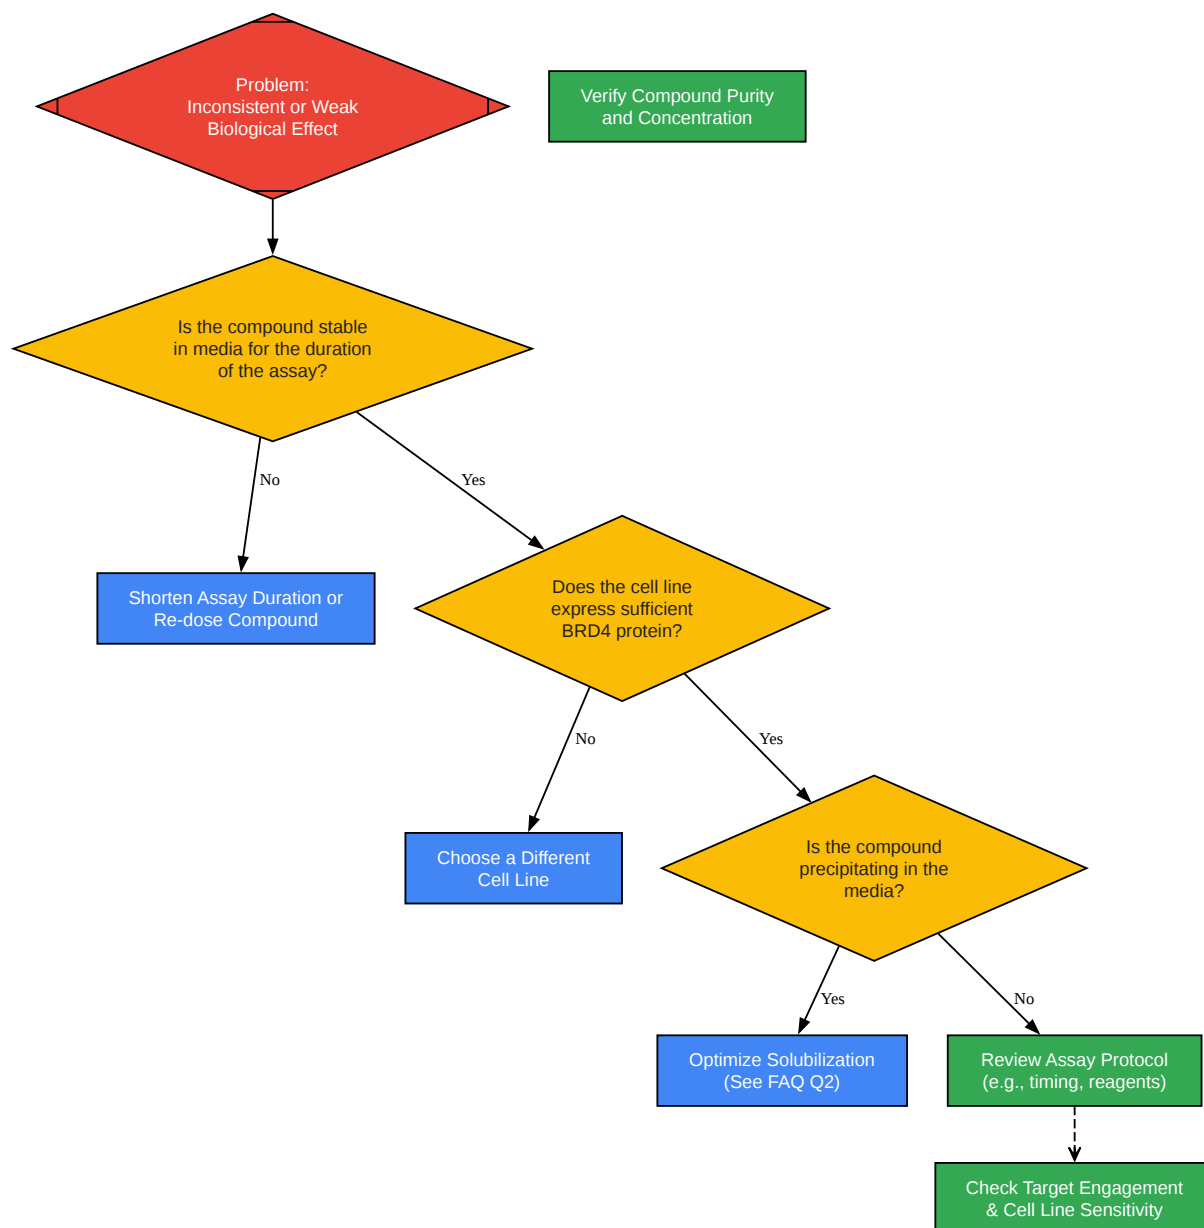 Problem:
Inconsistent or Weak
Biological Effect
Verify Compound Purity
and Concentration
Is the compound stable
in media for the duration
of the assay?
No
Yes
Shorten Assay Duration or
Re-dose Compound
Does the cell line
express sufficient
BRD4 protein?
No
Yes
Choose a Different
Cell Line
Is the compound
precipitating in the
media?
Yes
No
Optimize Solubilization
(See FAQ Q2)
Review Assay Protocol
(e.g., timing, reagents)
Check Target Engagement
& Cell Line Sensitivity